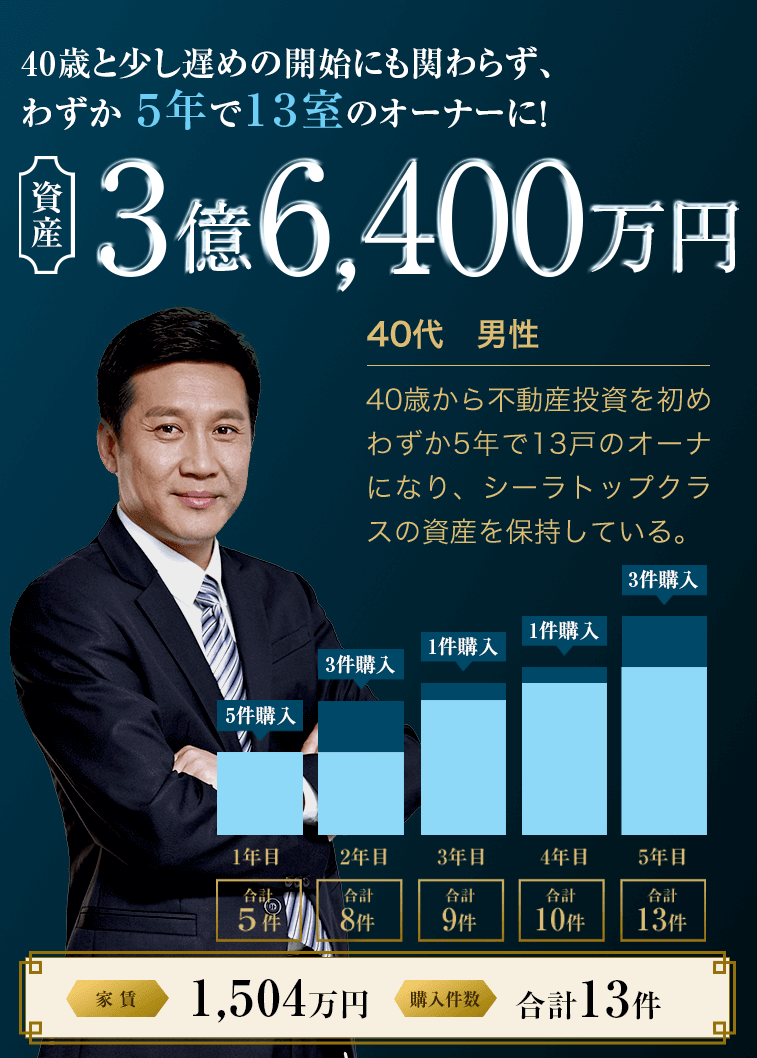 40歳と少し遅めの開始にも関わらず、
わずか 5年で13室のオーナーに!
資産 3億6,400万円
40代 男性
40歳から不動産投資を初め
わずか5年で13戸のオーナ
になり、シーラトップクラ
スの資産を保持している。
5件購入
3件購入
1件購入
1件購入
3件購入
1年目 2年目 3年目 4年目 5年目
合計 合計 合計 合計 合計
5件 8件 9件 10件 13件
家賃 1,504万円 購入件数 合計13件